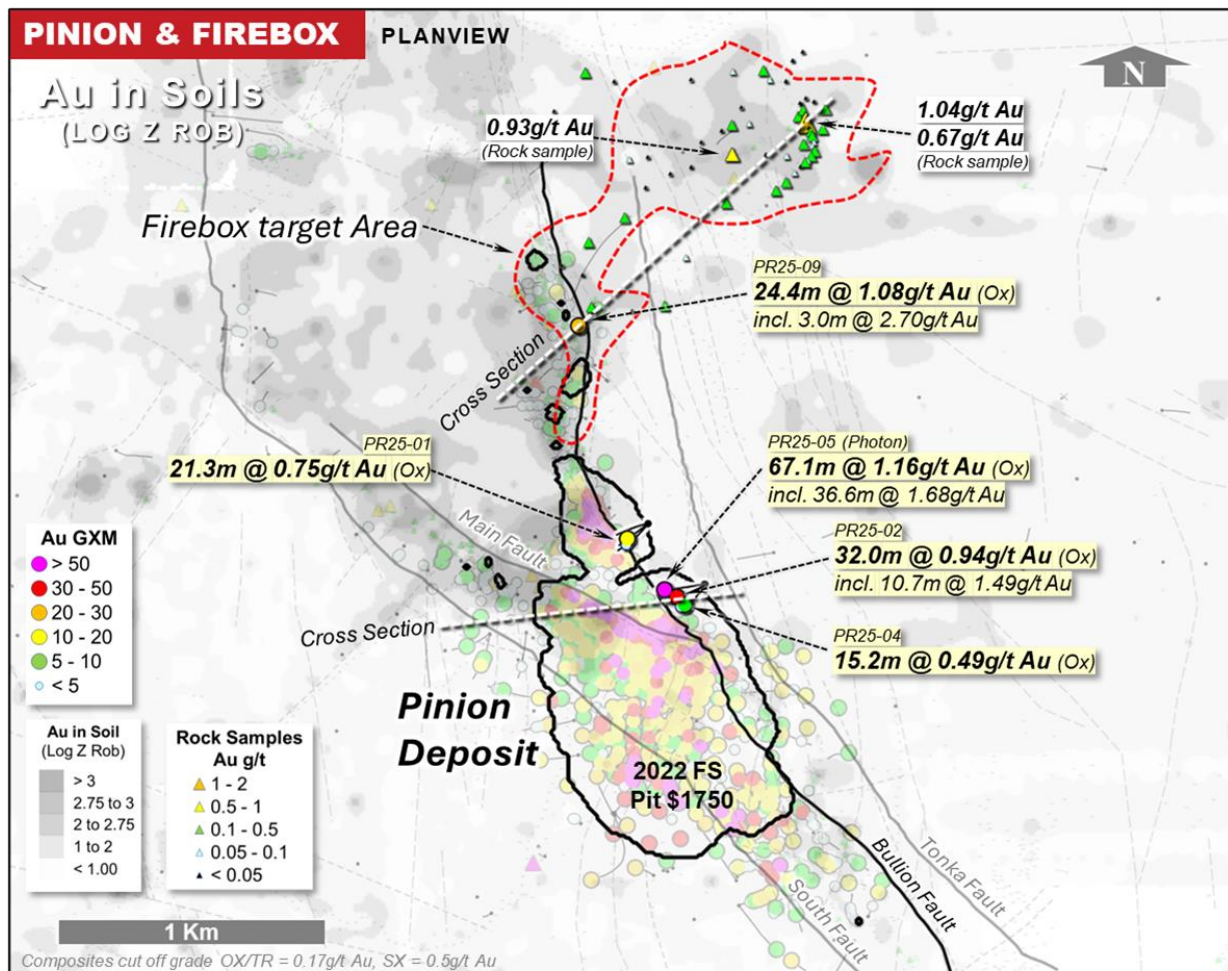 PINION & FIREBOX PLANVIEW
Au in Soils
(LOG Z ROB)
N
0.93g/t Au
(Rock sample)
1.04g/t Au
0.67g/t Au
(Rock sample)
Firebox target Area
PR25-09
24.4m @ 1.08g/t Au (Ox)
incl. 3.0m @ 2.70g/t Au
Cross Section
PR25-01
21.3m @ 0.75g/t Au (Ox)
PR25-05 (Photon)
67.1m @ 1.16g/t Au (Ox)
incl. 36.6m @ 1.68g/t Au
Main Fault
PR25-02
32.0m @ 0.94g/t Au (Ox)
incl. 10.7m @ 1.49g/t Au
Cross Section
PR25-04
15.2m @ 0.49g/t Au (Ox)
Au GXM
> 50
30 - 50
20 - 30
10 - 20
5 - 10
< 5
Pinion
Deposit
2022 FS
Pit $1750
Au in Soil
(Log Z Rob)
> 3
2.75 to 3
2 to 2.75
1 to 2
< 1.00
Rock Samples
Au g/t
1 - 2
0.5 - 1
0.1 - 0.5
0.05 - 0.1
< 0.05
South Fault
Bullion Fault
Tonka Fault
1 Km
Composites cut off grade OX/TR = 0.17g/t Au, SX = 0.5g/t Au